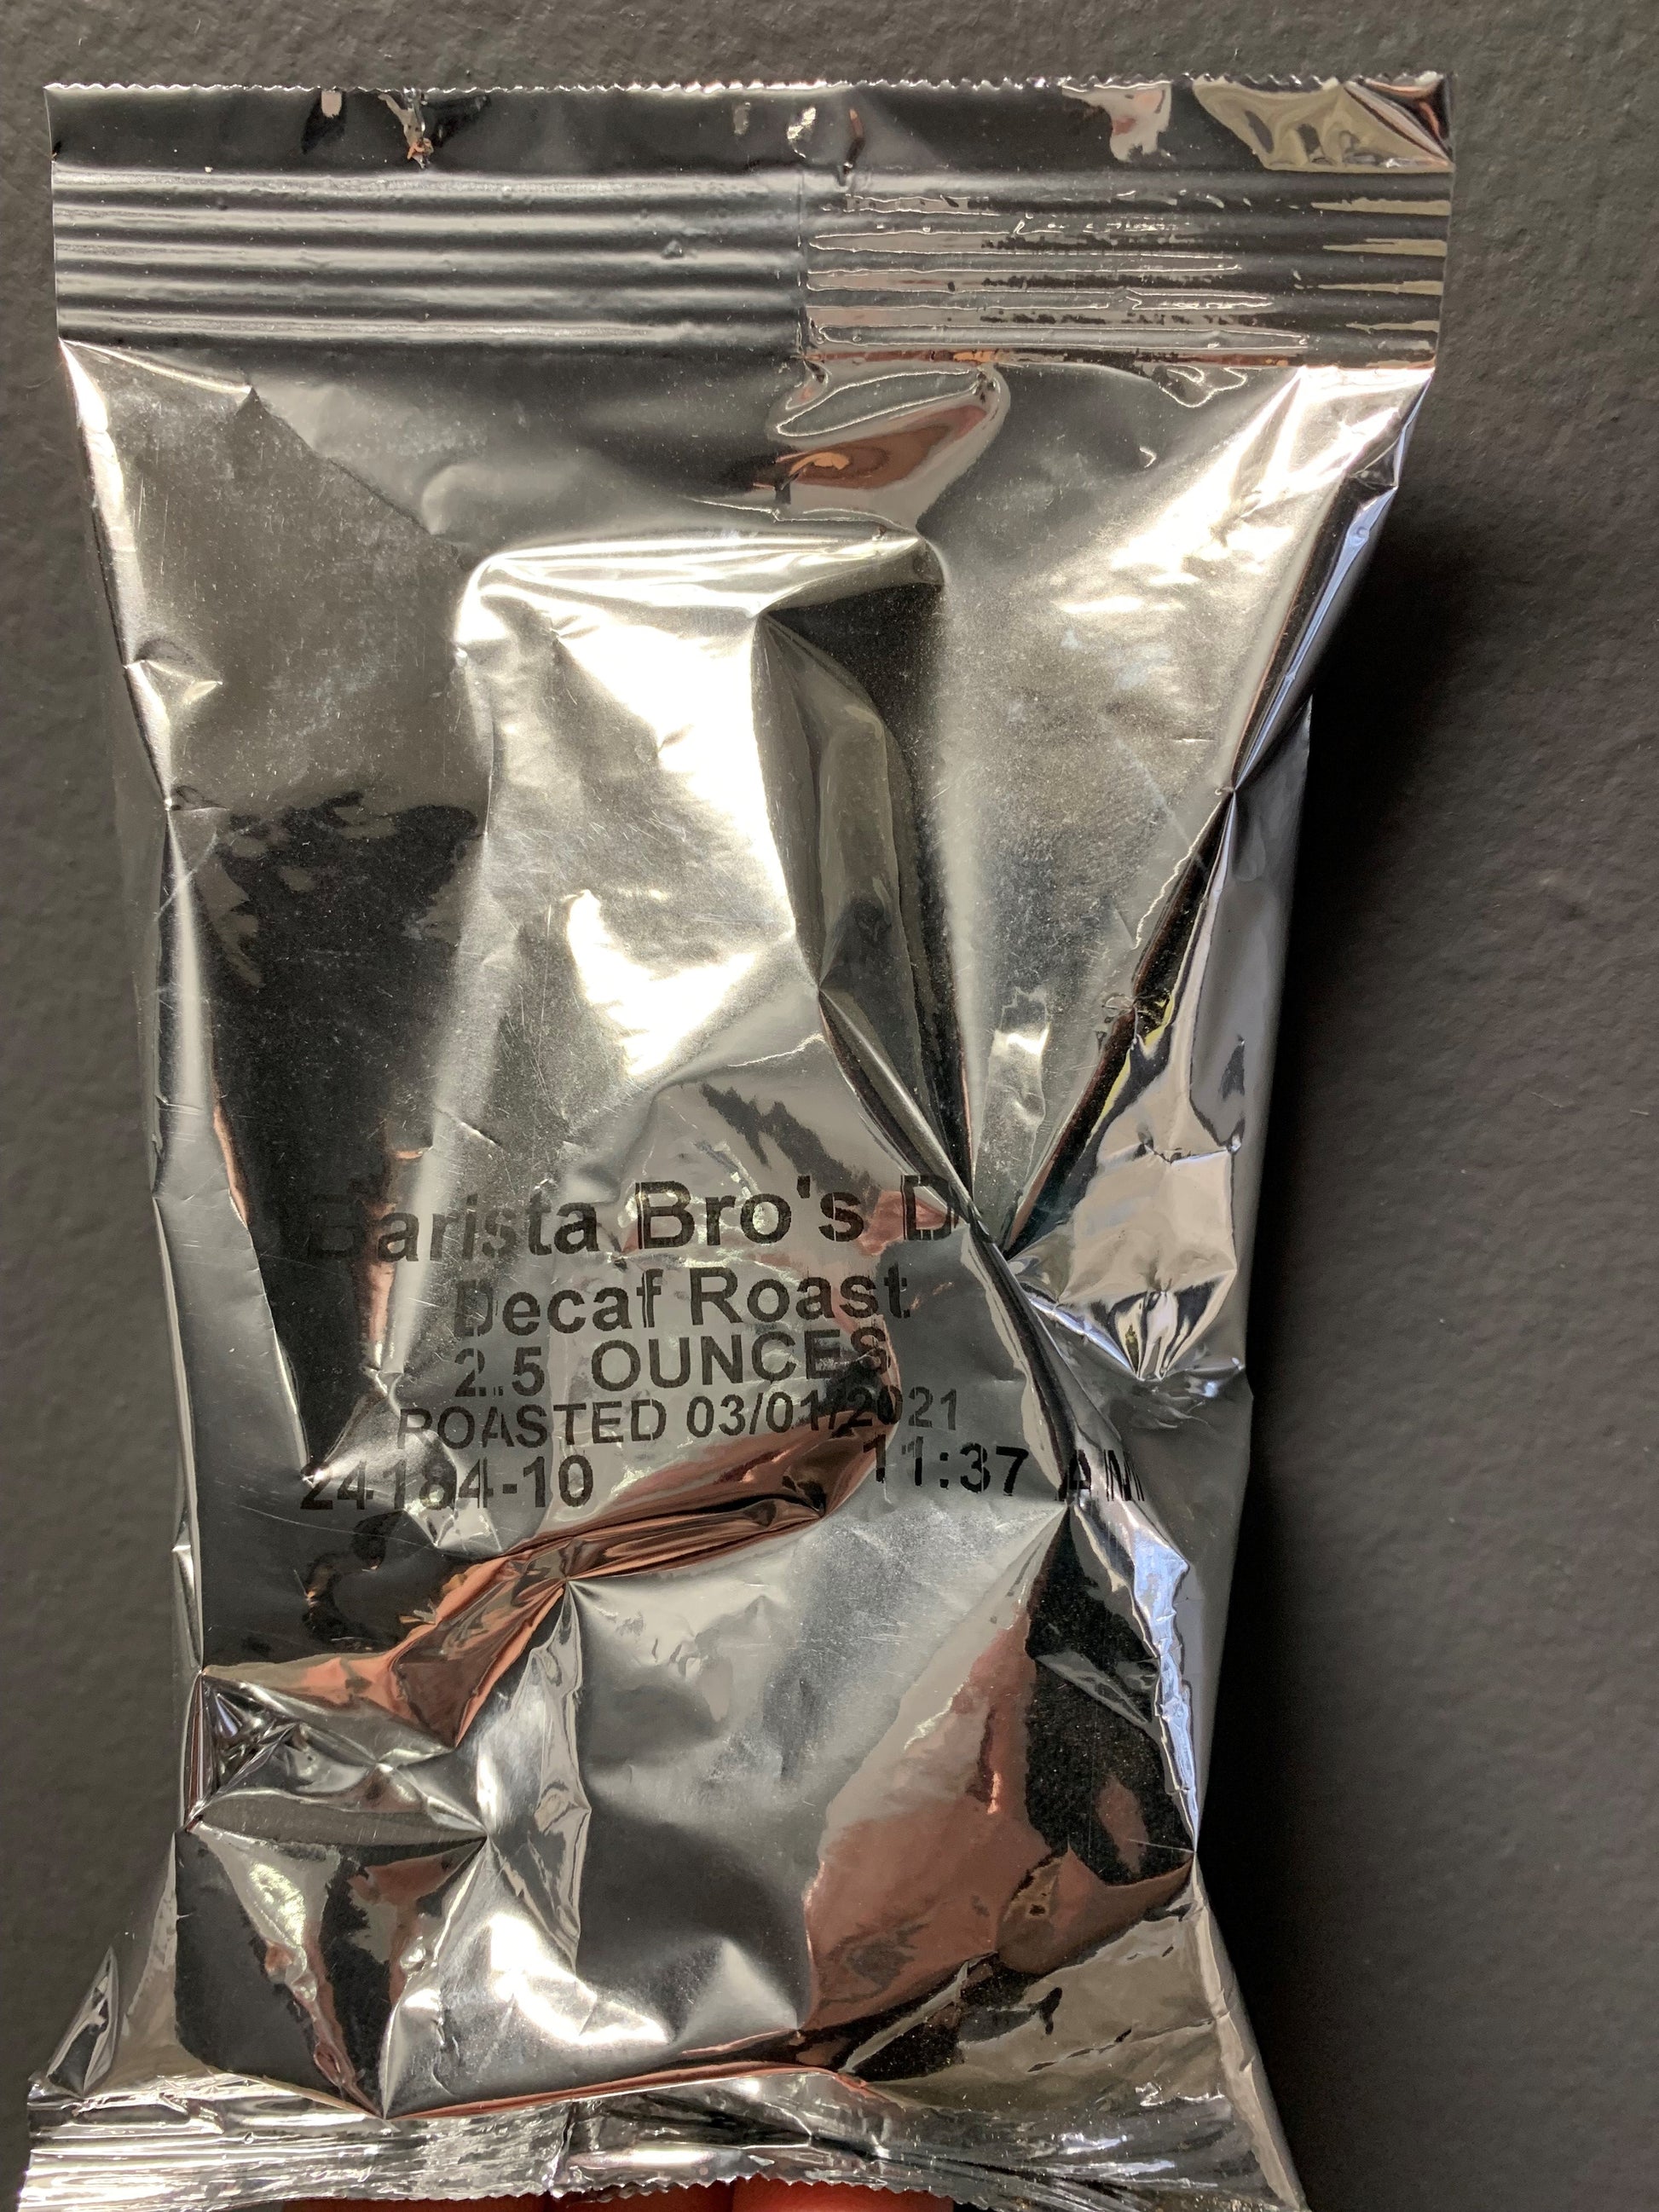 Barista Bro's D
Decaf Roast
2.5 OUNCES
ROASTED 03/01/2021
24184-10 11:37 AM